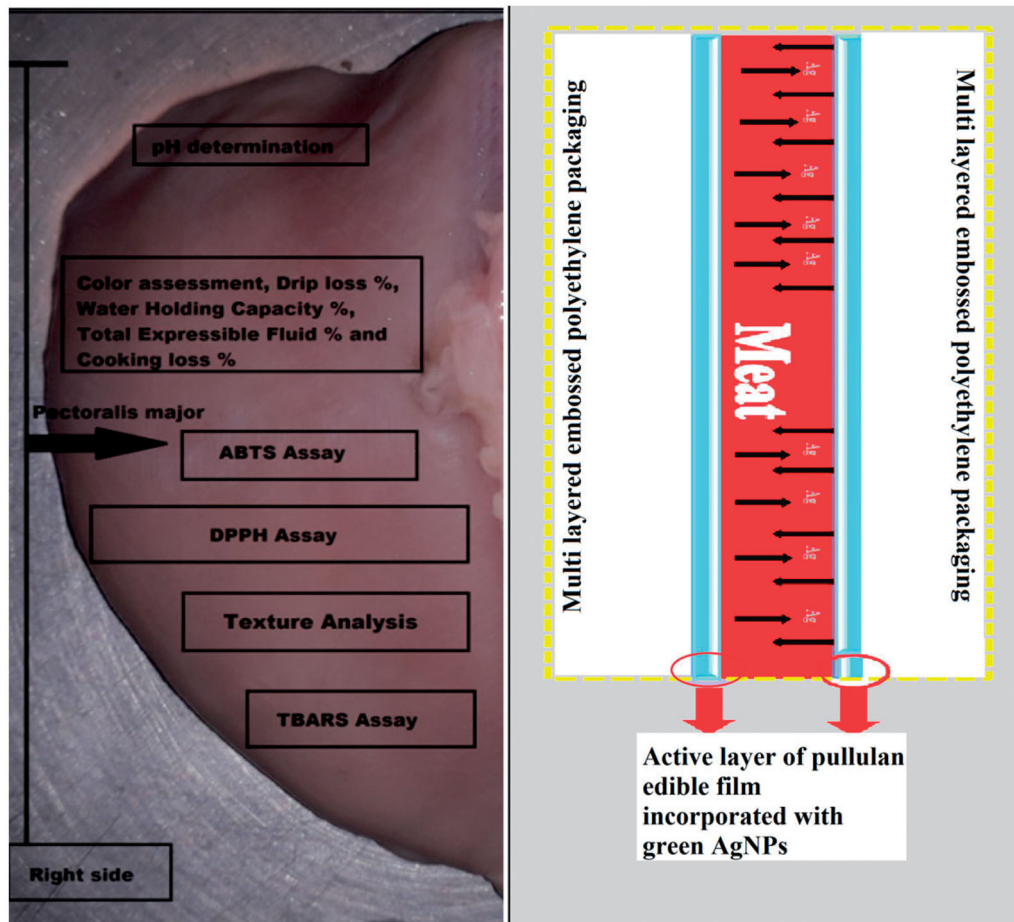 pH determination
Color assessment, Drip loss %,
Water Holding Capacity %,
Total Expressible Fluid % and
Cooking loss %
Pectoralis major
ABTS Assay
DPPH Assay
Texture Analysis
TBARS Assay
Right side
Multi layered embossed polyethylene packaging
Meat
Multi layered embossed polyethylene packaging
Active layer of pullulan
edible film
incorporated with
green AgNPs